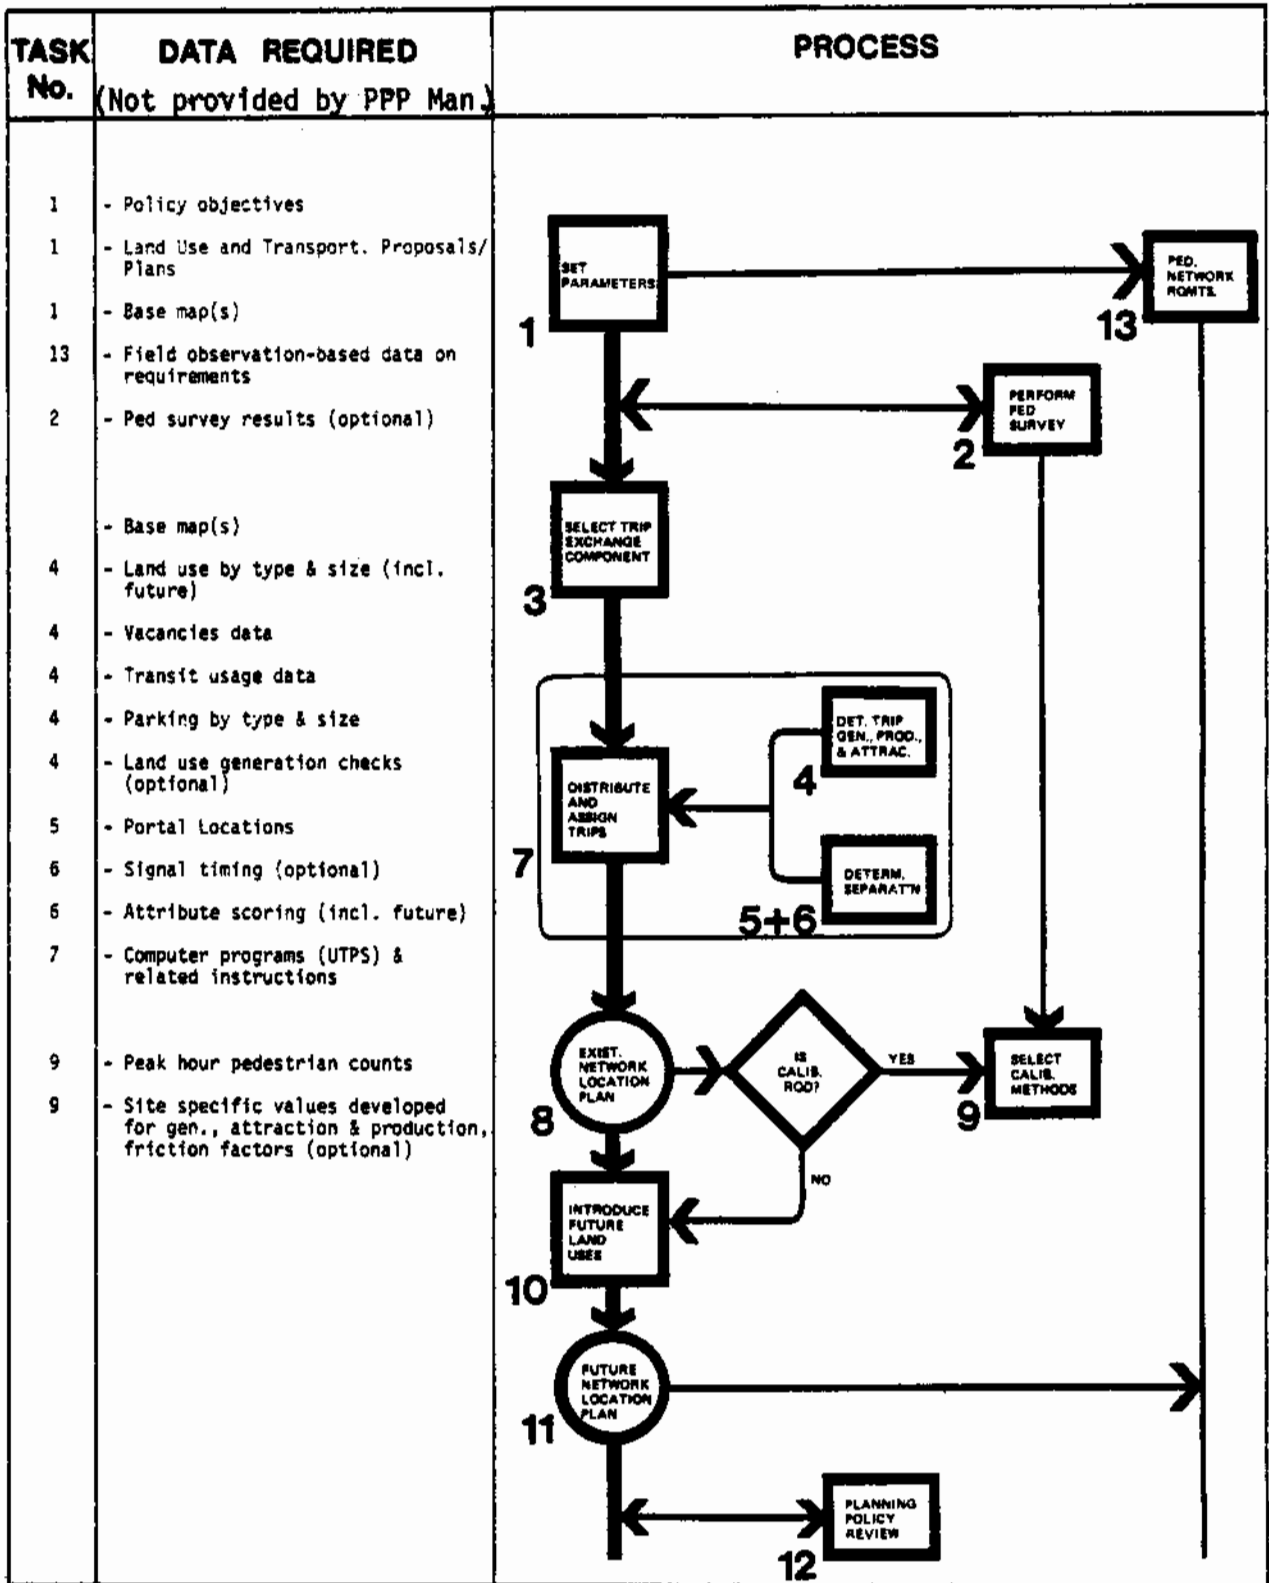 TASK No.
DATA REQUIRED
(Not provided by PPP Man.)
PROCESS
1 - Policy objectives
1 - Land Use and Transport. Proposals/
Plans
1 - Base map(s)
13 - Field observation-based data on
requirements
2 - Ped survey results (optional)
- Base map(s)
4 - Land use by type & size (incl.
future)
4 - Vacancies data
4 - Transit usage data
4 - Parking by type & size
4 - Land use generation checks
(optional)
5 - Portal Locations
6 - Signal timing (optional)
6 - Attribute scoring (incl. future)
7 - Computer programs (UTPS) &
related instructions
9 - Peak hour pedestrian counts
9 - Site specific values developed
for gen., attraction & production,
friction factors (optional)
SET
PARAMETERS
1
PED.
NETWORK
RQMTS.
13
PERFORM
PED
SURVEY
2
SELECT TRIP
EXCHANGE
COMPONENT
3
DET. TRIP
GEN., PROD.,
& ATTRAC.
4
DISTRIBUTE
AND
ASSIGN
TRIPS
7
DETERM.
SEPARAT'N
5+6
EXIST.
NETWORK
LOCATION
PLAN
8
IS
CALIB.
RQD?
YES
NO
SELECT
CALIB.
METHODS
9
INTRODUCE
FUTURE
LAND
USES
10
FUTURE
NETWORK
LOCATION
PLAN
11
PLANNING
POLICY
REVIEW
12